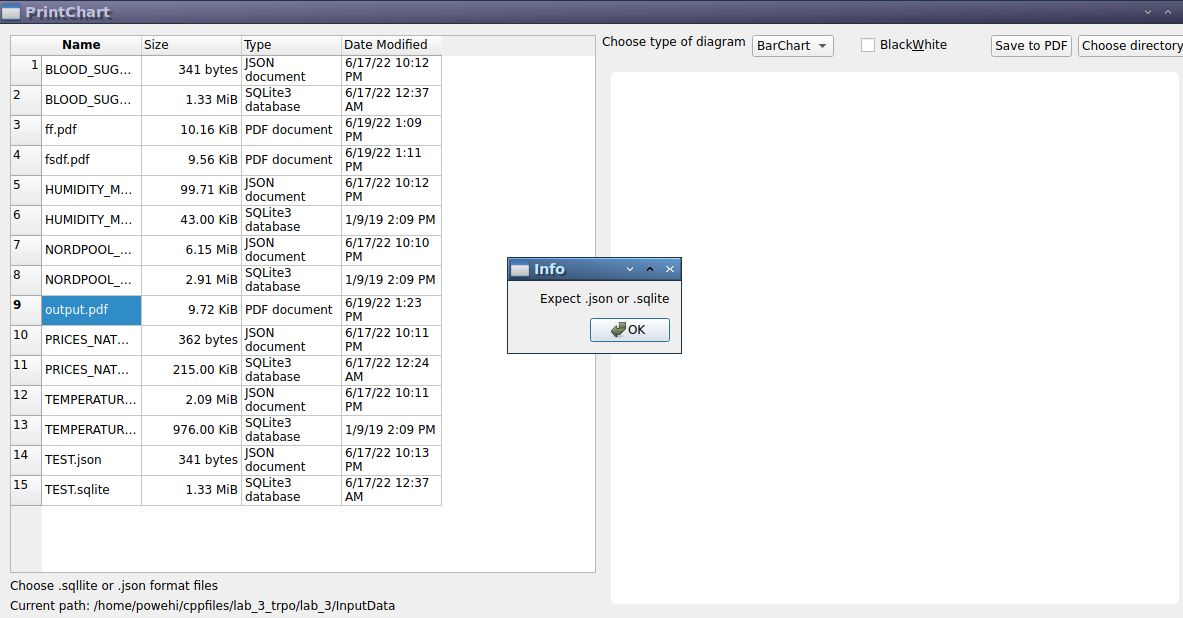 PrintChart
Name Size Type Date Modified
1 BLOOD_SUG... 341 bytes JSON document 6/17/22 10:12 PM
2 BLOOD_SUG... 1.33 MiB SQLite3 database 6/17/22 12:37 AM
3 ff.pdf 10.16 KiB PDF document 6/19/22 1:09 PM
4 fsdf.pdf 9.56 KiB PDF document 6/19/22 1:11 PM
5 HUMIDITY_M... 99.71 KiB JSON document 6/17/22 10:12 PM
6 HUMIDITY_M... 43.00 KiB SQLite3 database 1/9/19 2:09 PM
7 NORDPOOL_... 6.15 MiB JSON document 6/17/22 10:10 PM
8 NORDPOOL_... 2.91 MiB SQLite3 database 1/9/19 2:09 PM
9 output.pdf 9.72 KiB PDF document 6/19/22 1:23 PM
10 PRICES_NAT... 362 bytes JSON document 6/17/22 10:11 PM
11 PRICES_NAT... 215.00 KiB SQLite3 database 6/17/22 12:24 AM
12 TEMPERATUR... 2.09 MiB JSON document 6/17/22 10:11 PM
13 TEMPERATUR... 976.00 KiB SQLite3 database 1/9/19 2:09 PM
14 TEST.json 341 bytes JSON document 6/17/22 10:13 PM
15 TEST.sqlite 1.33 MiB SQLite3 database 6/17/22 12:37 AM
Choose .sqllite or .json format files
Current path: /home/powehi/cppfiles/lab_3_trpo/lab_3/InputData
Choose type of diagram BarChart BlackWhite Save to PDF Choose directory
Info
Expect .json or .sqlite
OK